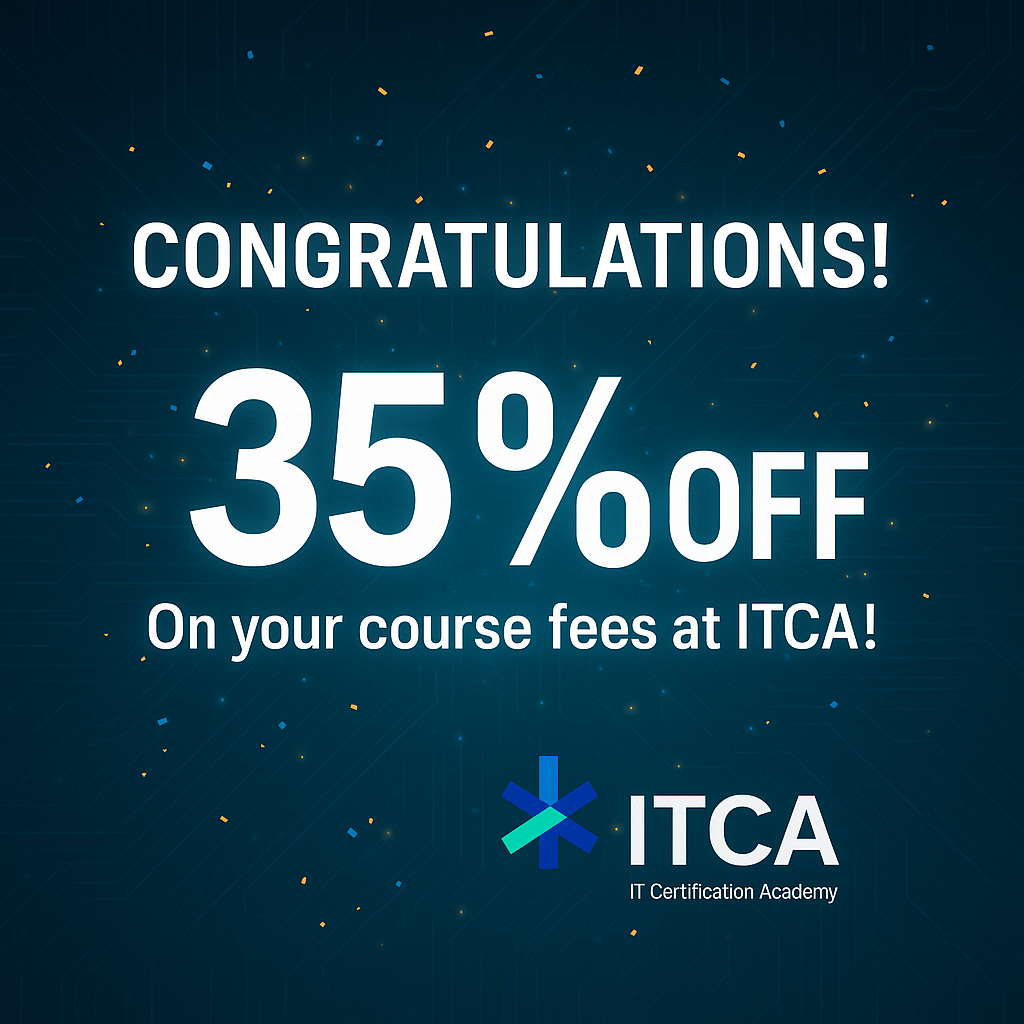 CONGRATULATIONS!
35% OFF
On your course fees at ITCA!
ITCA
IT Certification Academy